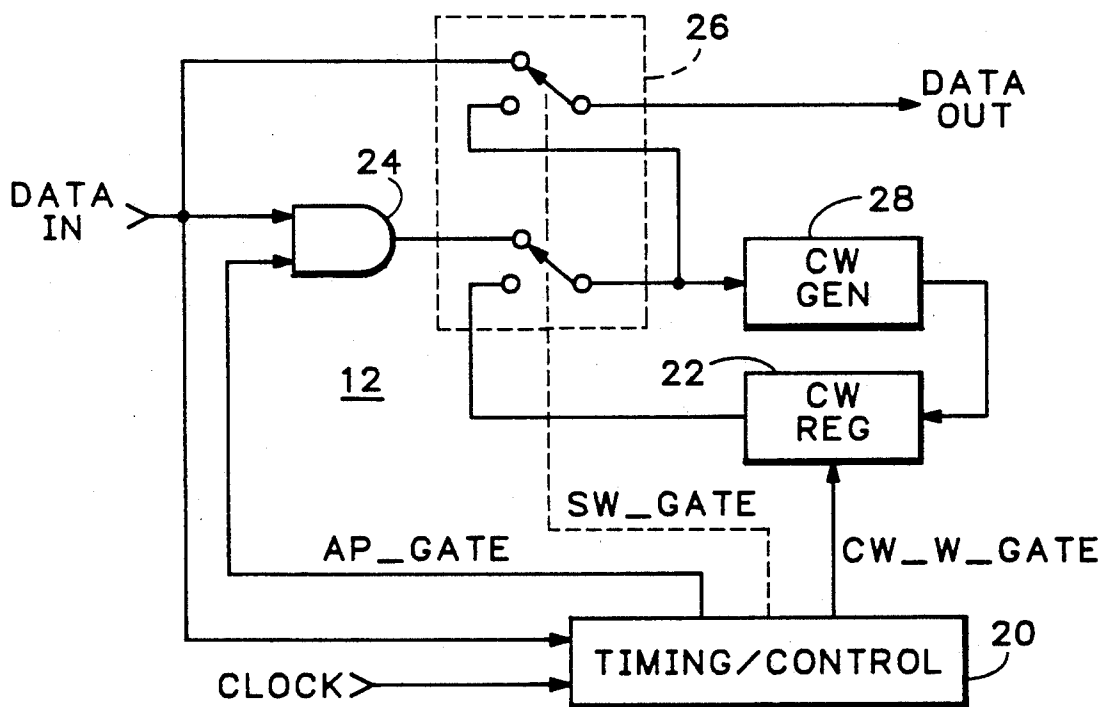 26
DATA
OUT
24
DATA
IN
28
CW
GEN
22
12
CW
REG
SW_GATE
AP_GATE
CW_W_GATE
TIMING/CONTROL
20
CLOCK